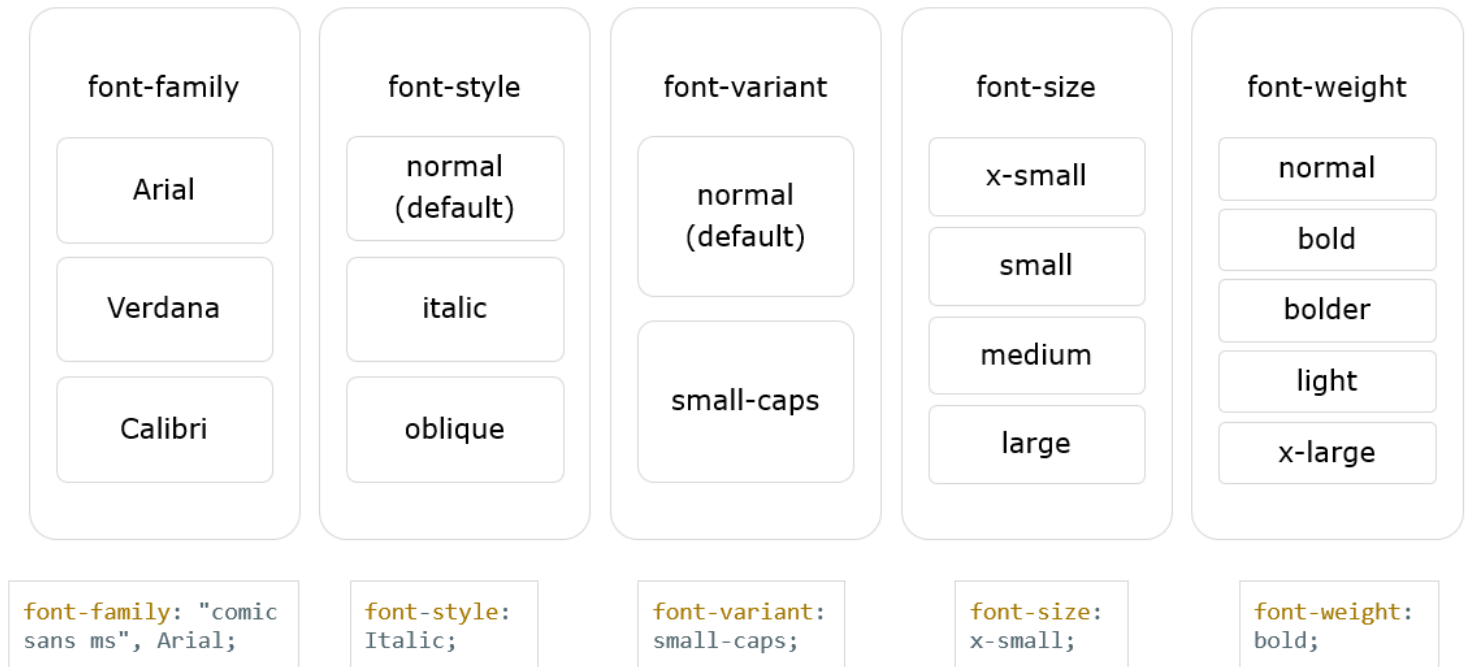 font-family
Arial
Verdana
Calibri
font-style
normal
(default)
italic
oblique
font-variant
normal
(default)
small-caps
font-size
x-small
small
medium
large
font-weight
normal
bold
bolder
light
x-large
font-family: "comic
sans ms", Arial;
font-style:
Italic;
font-variant:
small-caps;
font-size:
x-small;
font-weight:
bold;